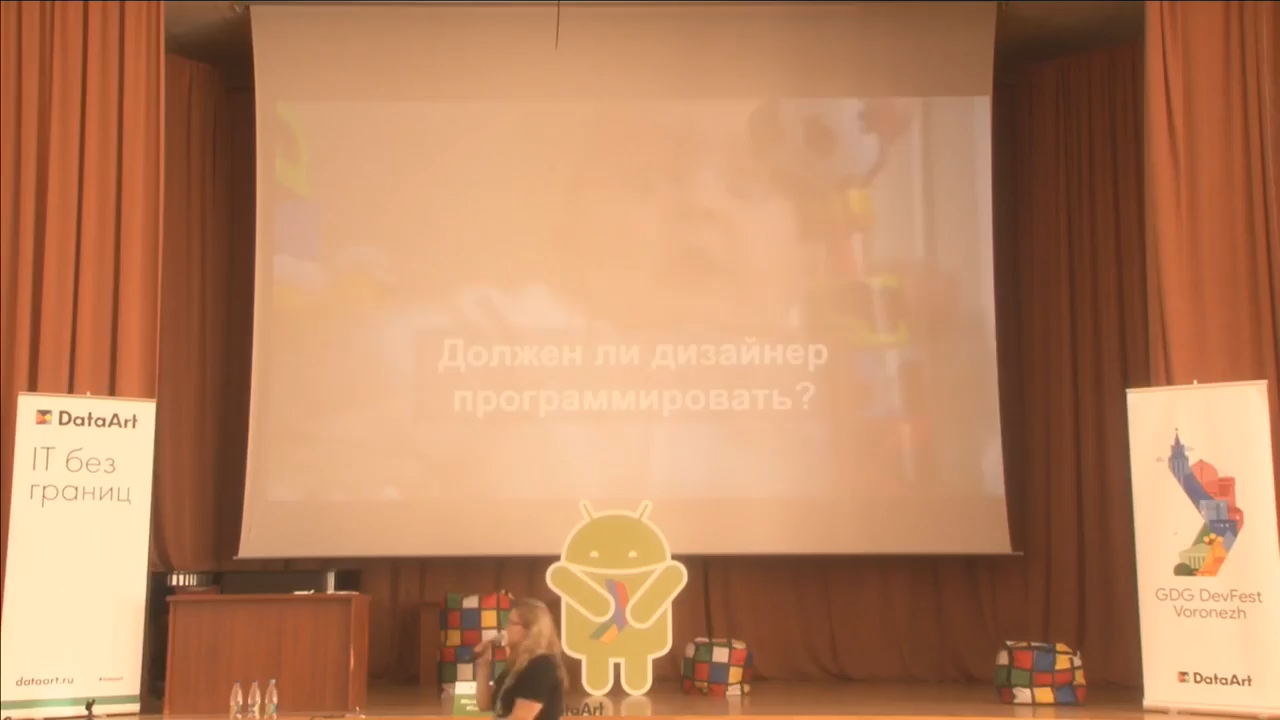 Должен ли дизайнер
программировать?
DataArt
IT без
границ
dataart.ru
GDG DevFest
Voronezh
DataArt